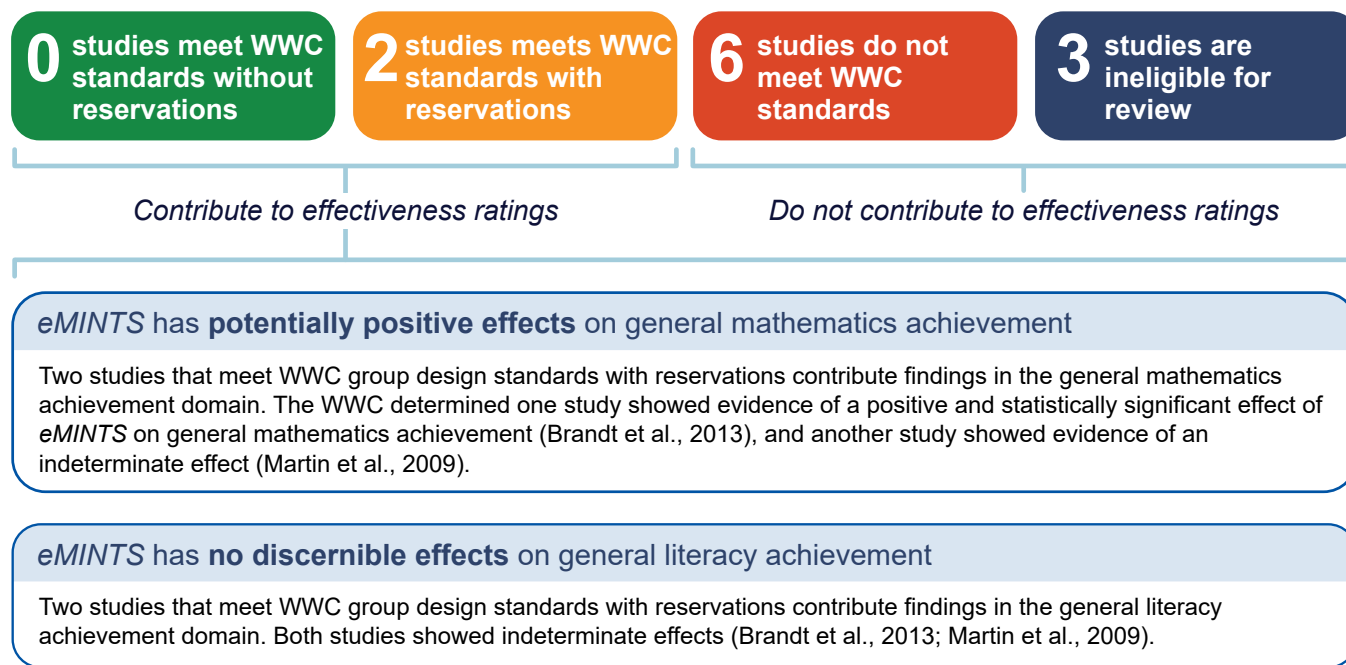 0 studies meet WWC
standards without
reservations
2 studies meets WWC
standards with
reservations
6 studies do not
meet WWC
standards
3 studies are
ineligible for
review
Contribute to effectiveness ratings
Do not contribute to effectiveness ratings
eMINTS has potentially positive effects on general mathematics achievement
Two studies that meet WWC group design standards with reservations contribute findings in the general mathematics
achievement domain. The WWC determined one study showed evidence of a positive and statistically significant effect of
eMINTS on general mathematics achievement (Brandt et al., 2013), and another study showed evidence of an
indeterminate effect (Martin et al., 2009).
eMINTS has no discernible effects on general literacy achievement
Two studies that meet WWC group design standards with reservations contribute findings in the general literacy
achievement domain. Both studies showed indeterminate effects (Brandt et al., 2013; Martin et al., 2009).